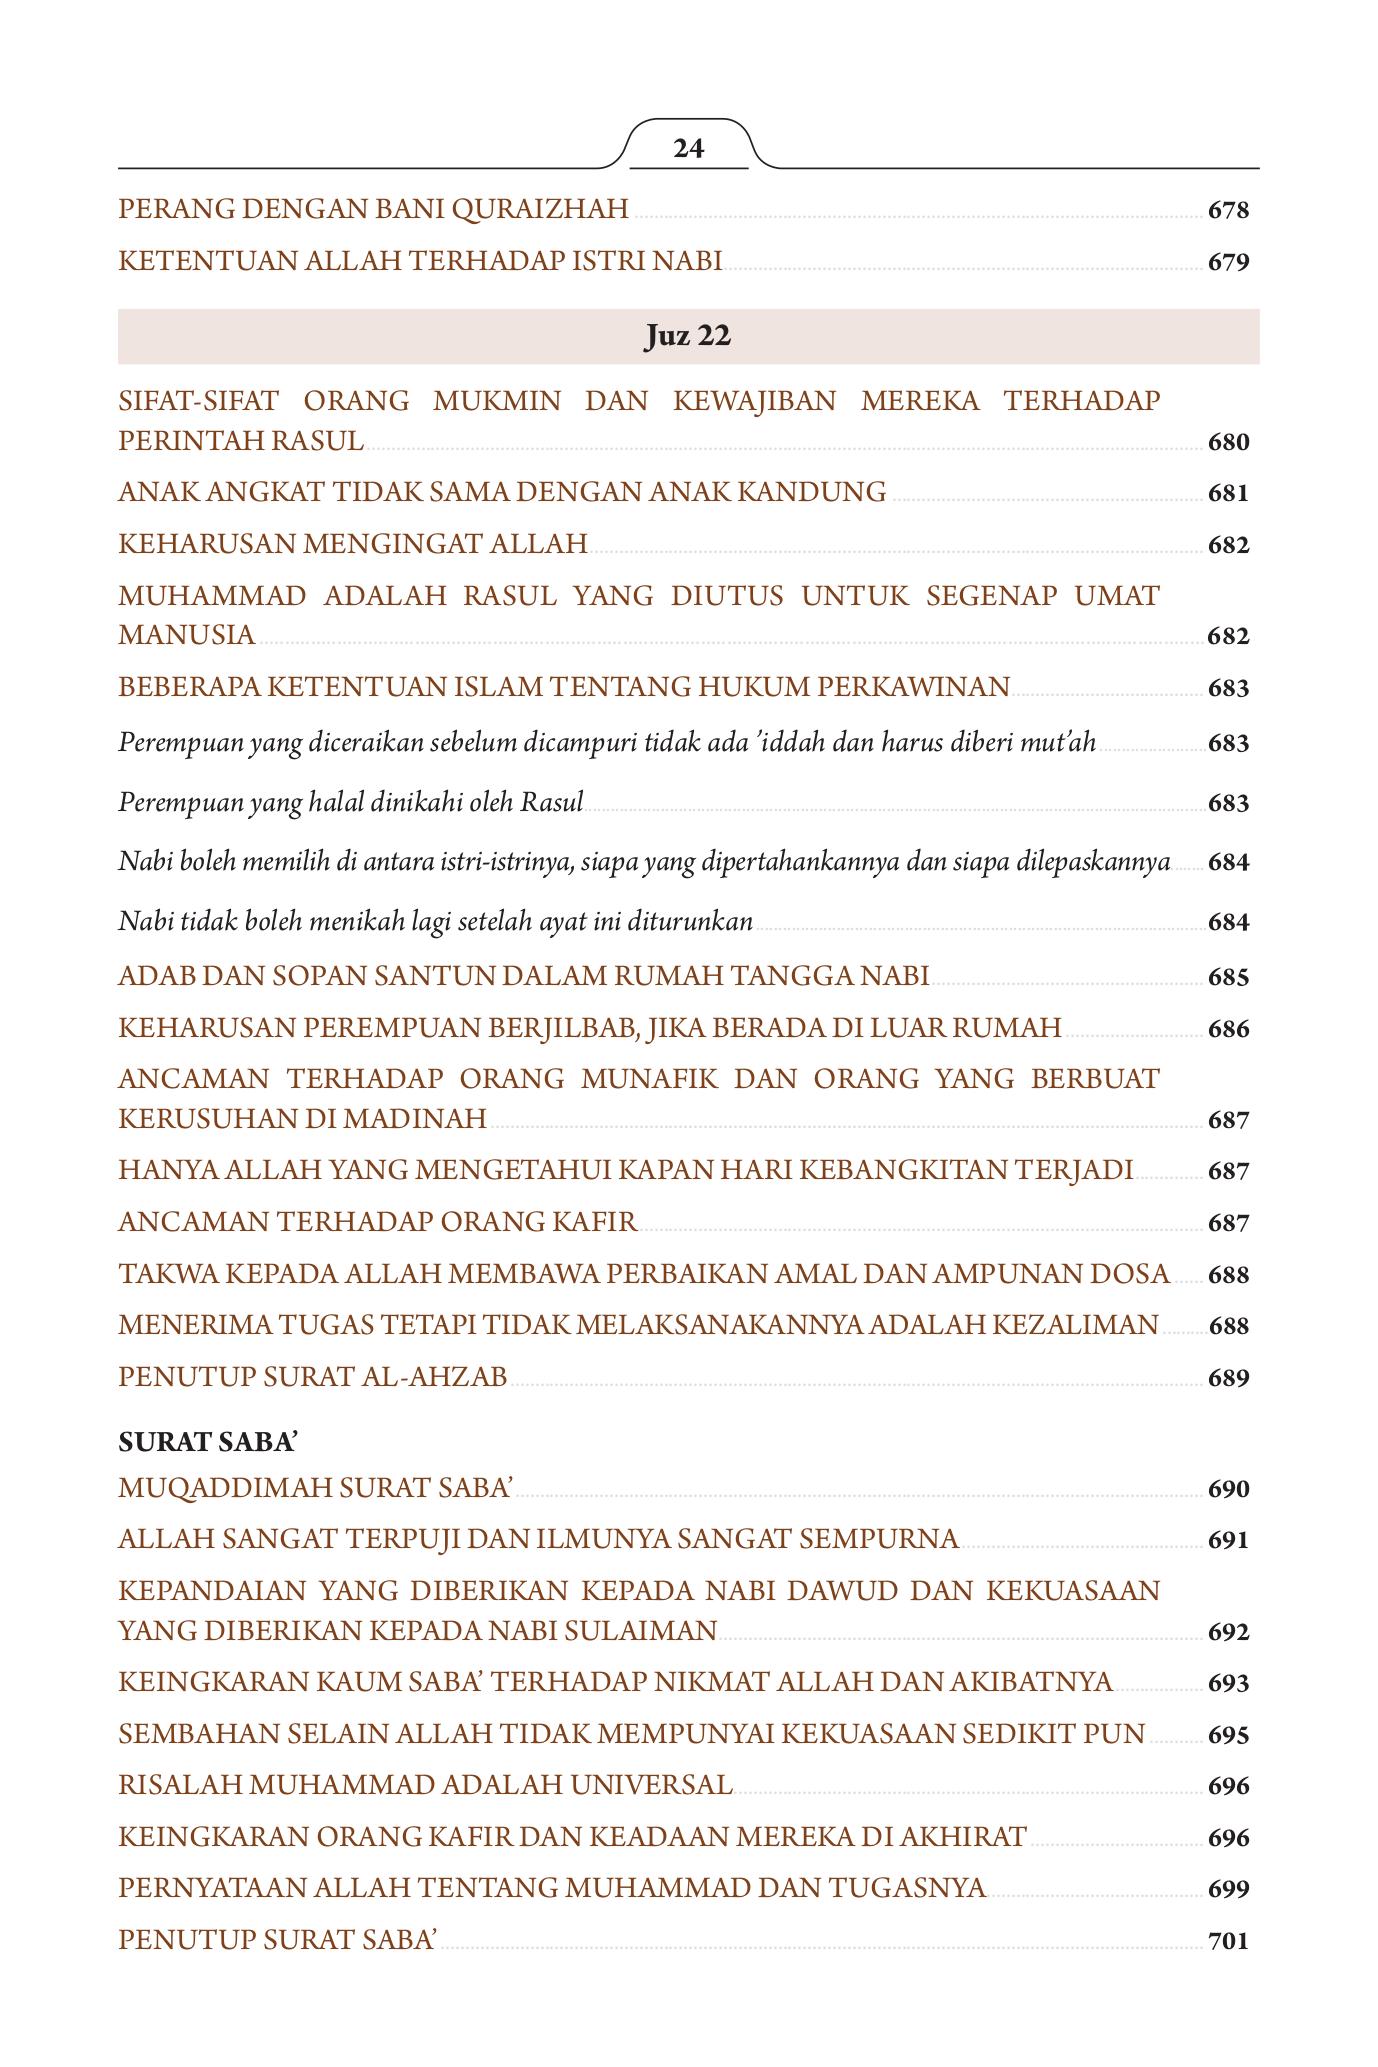 24
PERANG DENGAN BANI QURAIZHAH 678
KETENTUAN ALLAH TERHADAP ISTRI NABI 679
Juz 22
SIFAT-SIFAT ORANG MUKMIN DAN KEWAJIBAN MEREKA TERHADAP
PERINTAH RASUL 680
ANAK ANGKAT TIDAK SAMA DENGAN ANAK KANDUNG 681
KEHARUSAN MENGINGAT ALLAH 682
MUHAMMAD ADALAH RASUL YANG DIUTUS UNTUK SEGENAP UMAT
MANUSIA 682
BEBERAPA KETENTUAN ISLAM TENTANG HUKUM PERKAWINAN 683
Perempuan yang diceraikan sebelum dicampuri tidak ada ’iddah dan harus diberi mut’ah 683
Perempuan yang halal dinikahi oleh Rasul 683
Nabi boleh memilih di antara istri-istrinya, siapa yang dipertahankannya dan siapa dilepaskannya 684
Nabi tidak boleh menikah lagi setelah ayat ini diturunkan 684
ADAB DAN SOPAN SANTUN DALAM RUMAH TANGGA NABI 685
KEHARUSAN PEREMPUAN BERJILBAB, JIKA BERADA DI LUAR RUMAH 686
ANCAMAN TERHADAP ORANG MUNAFIK DAN ORANG YANG BERBUAT
KERUSUHAN DI MADINAH 687
HANYA ALLAH YANG MENGETAHUI KAPAN HARI KEBANGKITAN TERJADI 687
ANCAMAN TERHADAP ORANG KAFIR 687
TAKWA KEPADA ALLAH MEMBAWA PERBAIKAN AMAL DAN AMPUNAN DOSA 688
MENERIMA TUGAS TETAPI TIDAK MELAKSANAKANNYA ADALAH KEZALIMAN 688
PENUTUP SURAT AL-AHZAB 689
SURAT SABA’
MUQADDIMAH SURAT SABA’ 690
ALLAH SANGAT TERPUJI DAN ILMUNYA SANGAT SEMPURNA 691
KEPANDAIAN YANG DIBERIKAN KEPADA NABI DAWUD DAN KEKUASAAN
YANG DIBERIKAN KEPADA NABI SULAIMAN 692
KEINGKARAN KAUM SABA’ TERHADAP NIKMAT ALLAH DAN AKIBATNYA 693
SEMBAHAN SELAIN ALLAH TIDAK MEMPUNYAI KEKUASAAN SEDIKIT PUN 695
RISALAH MUHAMMAD ADALAH UNIVERSAL 696
KEINGKARAN ORANG KAFIR DAN KEADAAN MEREKA DI AKHIRAT 696
PERNYATAAN ALLAH TENTANG MUHAMMAD DAN TUGASNYA 699
PENUTUP SURAT SABA’ 701